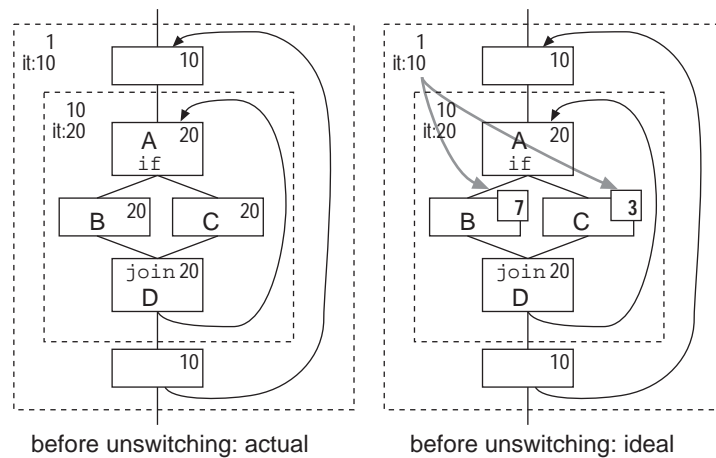 1
it:10
10
10
it:20
A 20
if
B 20
C 20
join 20
D
10
before unswitching: actual
1
it:10
10
10
it:20
A 20
if
B 7
C 3
join 20
D
10
before unswitching: ideal